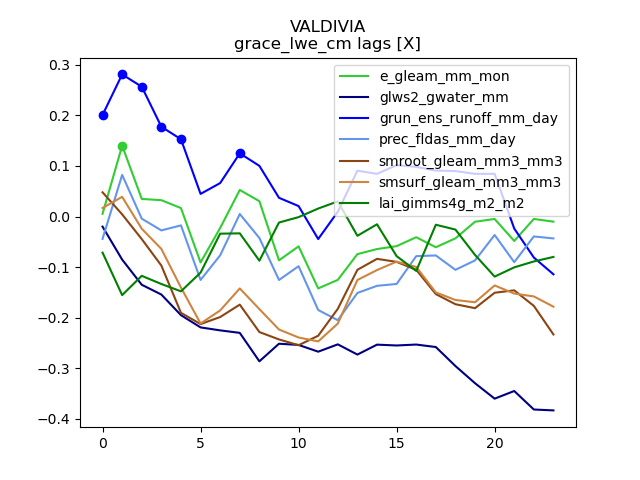 VALDIVIA
grace_lwe_cm lags [X]
e_gleam_mm_mon
glws2_gwater_mm
grun_ens_runoff_mm_day
prec_fldas_mm_day
smroot_gleam_mm3_mm3
smsurf_gleam_mm3_mm3
lai_gimms4g_m2_m2
0.3
0.2
0.1
0.0
−0.1
−0.2
−0.3
−0.4
0 5 10 15 20